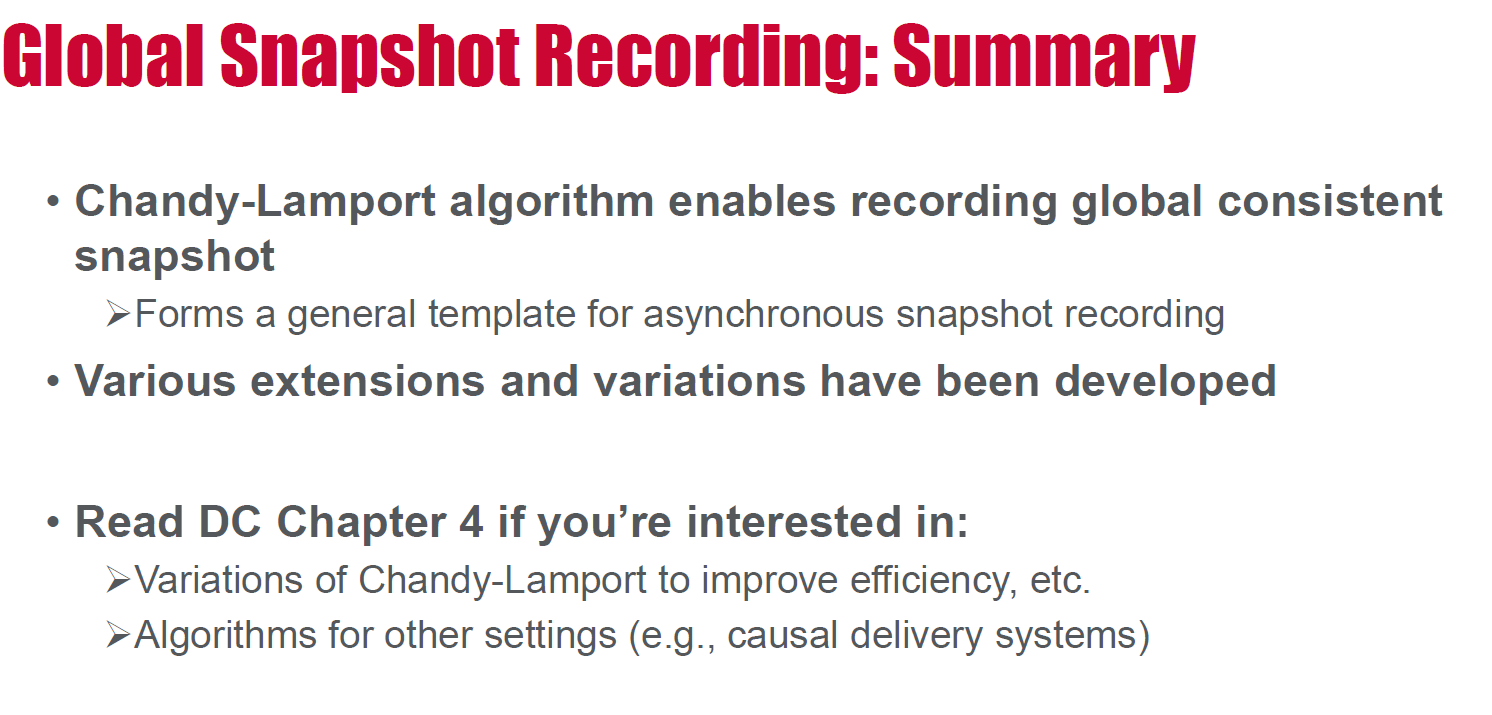 Global Snapshot Recording: Summary
• Chandy-Lamport algorithm enables recording global consistent
snapshot
➢Forms a general template for asynchronous snapshot recording
• Various extensions and variations have been developed
• Read DC Chapter 4 if you’re interested in:
➢Variations of Chandy-Lamport to improve efficiency, etc.
➢Algorithms for other settings (e.g., causal delivery systems)